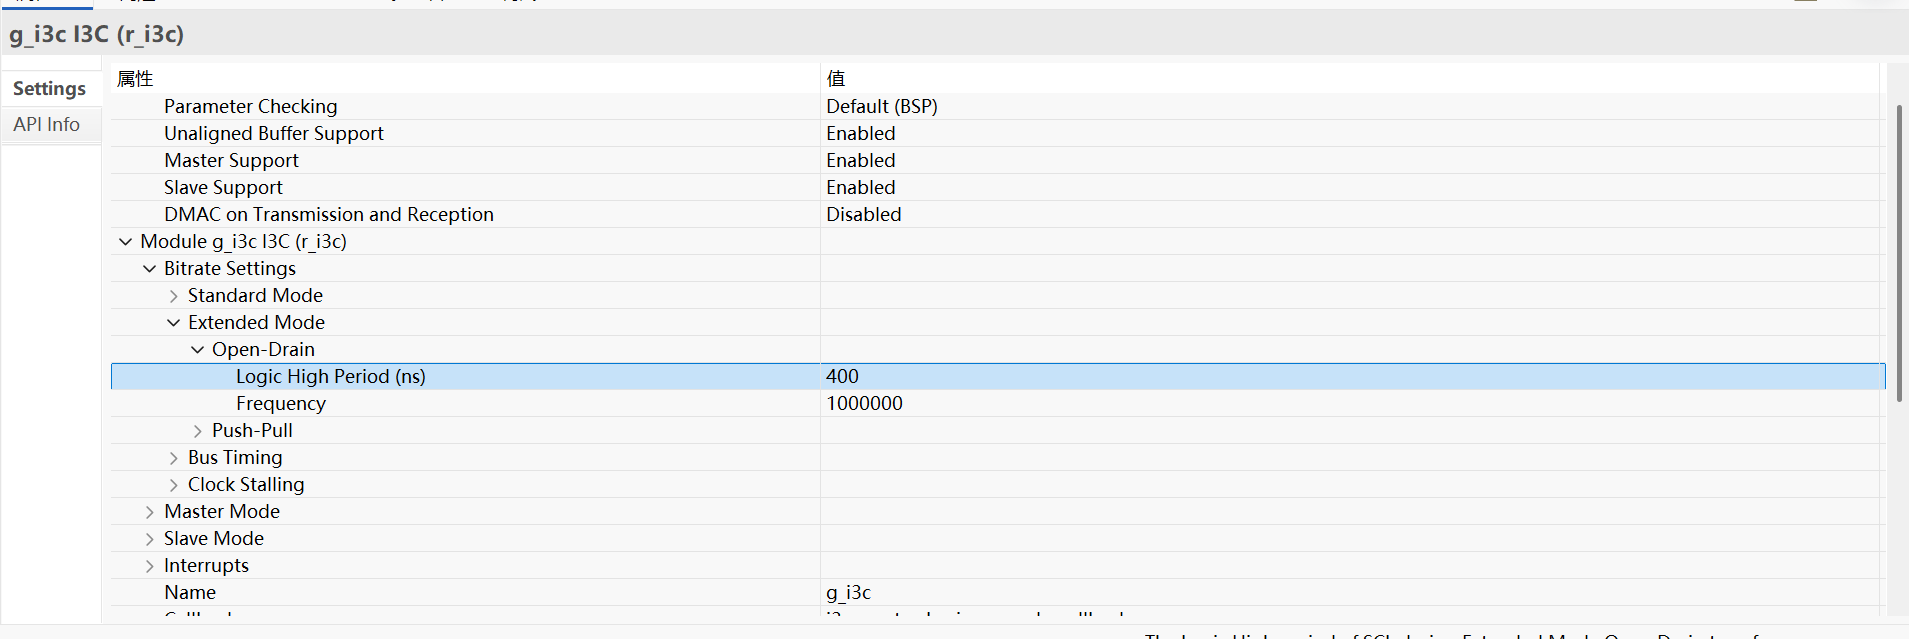 g_i3c I3C (r_i3c)
Settings
API Info
属性 值
Parameter Checking Default (BSP)
Unaligned Buffer Support Enabled
Master Support Enabled
Slave Support Enabled
DMAC on Transmission and Reception Disabled
Module g_i3c I3C (r_i3c)
Bitrate Settings
Standard Mode
Extended Mode
Open-Drain
Logic High Period (ns) 400
Frequency 1000000
Push-Pull
Bus Timing
Clock Stalling
Master Mode
Slave Mode
Interrupts
Name g_i3c